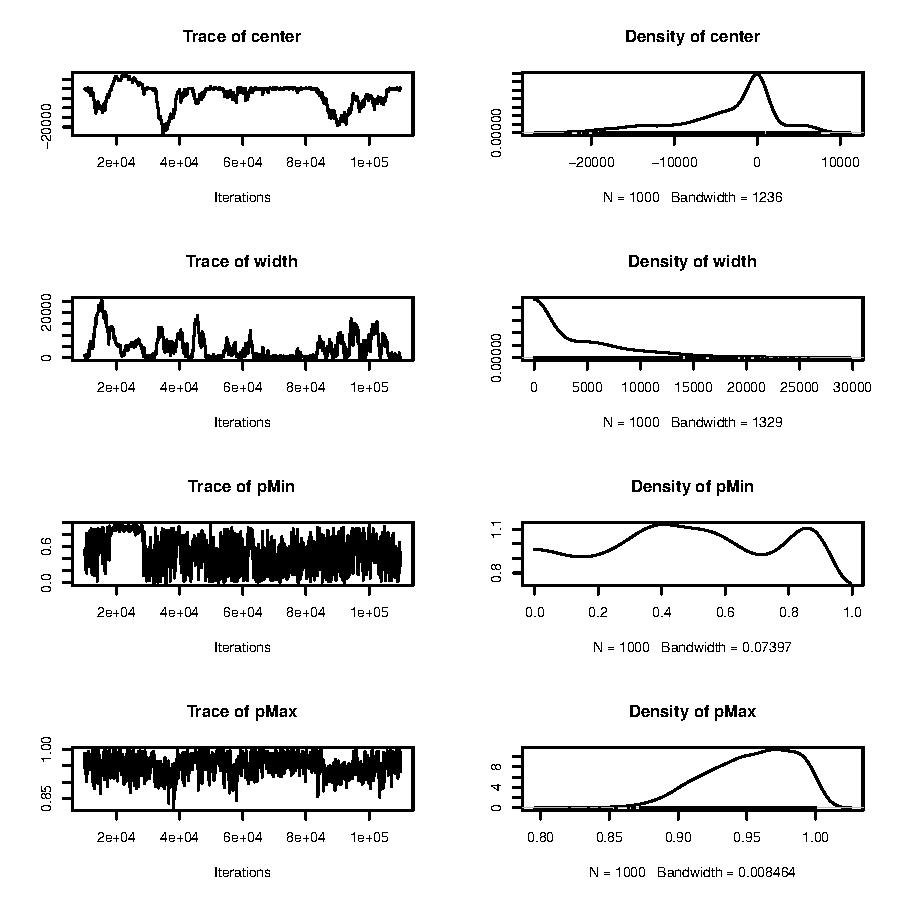 Trace of center
Density of center
−20000
2e+04 4e+04 6e+04 8e+04 1e+05
Iterations
0.00000
−20000 −10000 0 10000
N = 1000 Bandwidth = 1236
Trace of width
Density of width
0 20000
2e+04 4e+04 6e+04 8e+04 1e+05
Iterations
0.00000
0 5000 10000 15000 20000 25000 30000
N = 1000 Bandwidth = 1329
Trace of pMin
Density of pMin
0.0 0.6
2e+04 4e+04 6e+04 8e+04 1e+05
Iterations
0.8 1.1
0.0 0.2 0.4 0.6 0.8 1.0
N = 1000 Bandwidth = 0.07397
Trace of pMax
Density of pMax
0.85 1.00
2e+04 4e+04 6e+04 8e+04 1e+05
Iterations
0 4 8
0.80 0.85 0.90 0.95 1.00
N = 1000 Bandwidth = 0.008464